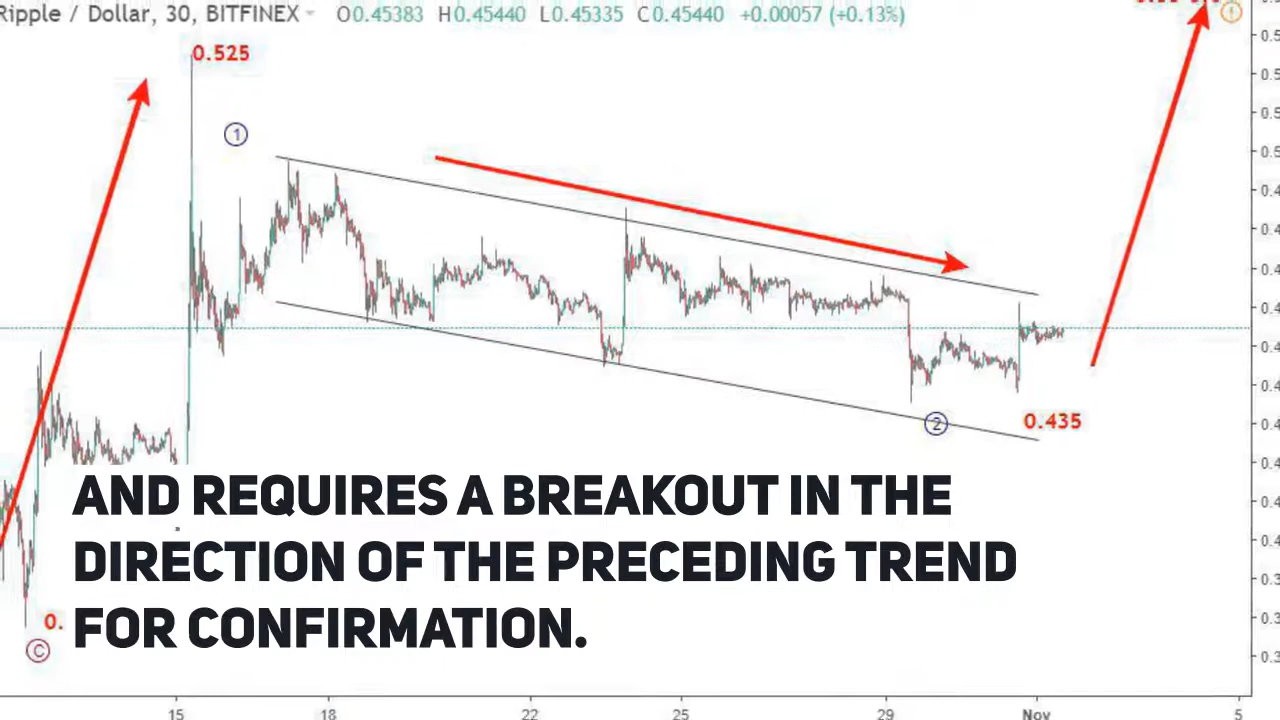 Ripple / Dollar, 30, BITFINEX O0.45383 H0.45440 L0.45335 C0.45440 +0.00057 (+0.13%)
0.525
1
2
0.435
AND REQUIRES A BREAKOUT IN THE
DIRECTION OF THE PRECEDING TREND
FOR CONFIRMATION.
0.
C
15 18 22 25 29 Nov 5